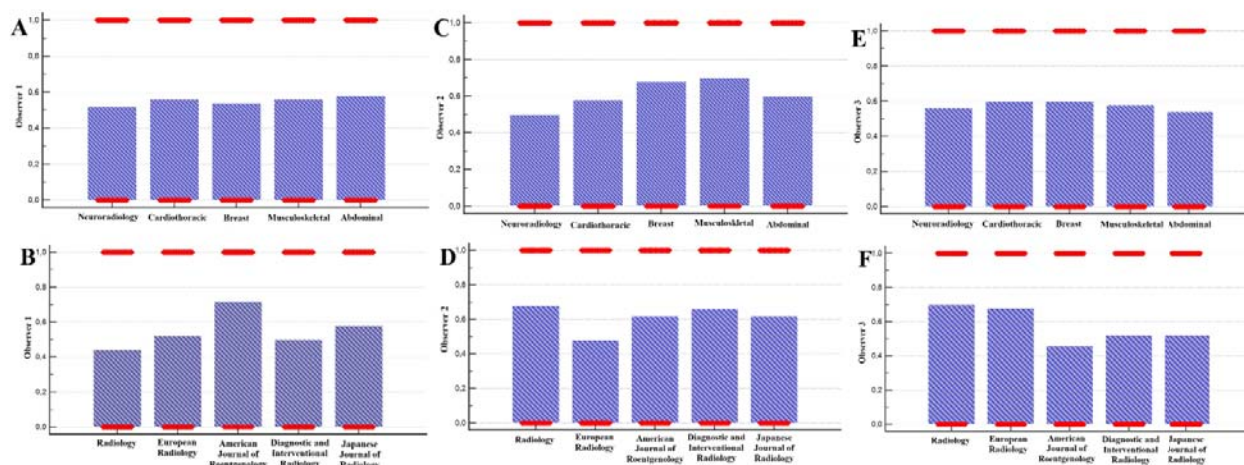 A
1,0
0,8
0,6
0,4
0,2
0,0
Observer 1
Neuroradiology Cardiothoracic Breast Musculoskeletal Abdominal
B
1,0
0,8
0,6
0,4
0,2
0,0
Observer 1
Radiology European Radiology American Journal of Roentgenology Diagnostic and Interventional Radiology Japanese Journal of Radiology
C
1,0
0,8
0,6
0,4
0,2
0,0
Observer 2
Neuroradiology Cardiothoracic Breast Musculoskletal Abdominal
D
1,0
0,8
0,6
0,4
0,2
0,0
Observer 2
Radiology European Radiology American Journal of Roentgenology Diagnostic and Interventional Radiology Japanese Journal of Radiology
E
1,0
0,8
0,6
0,4
0,2
0,0
Observer 3
Neuroradiology Cardiothoracic Breast Musculoskeletal Abdominal
F
1,0
0,8
0,6
0,4
0,2
0,0
Observer 3
Radiology European Radiology American Journal of Roentgenology Diagnostic and Interventional Radiology Japanese Journal of Radiology